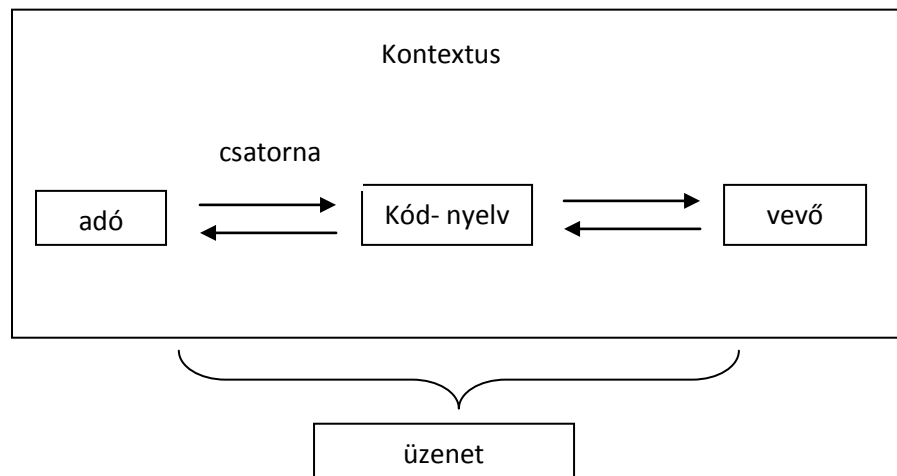 Kontextus
csatorna
adó
Kód- nyelv
vevő
üzenet